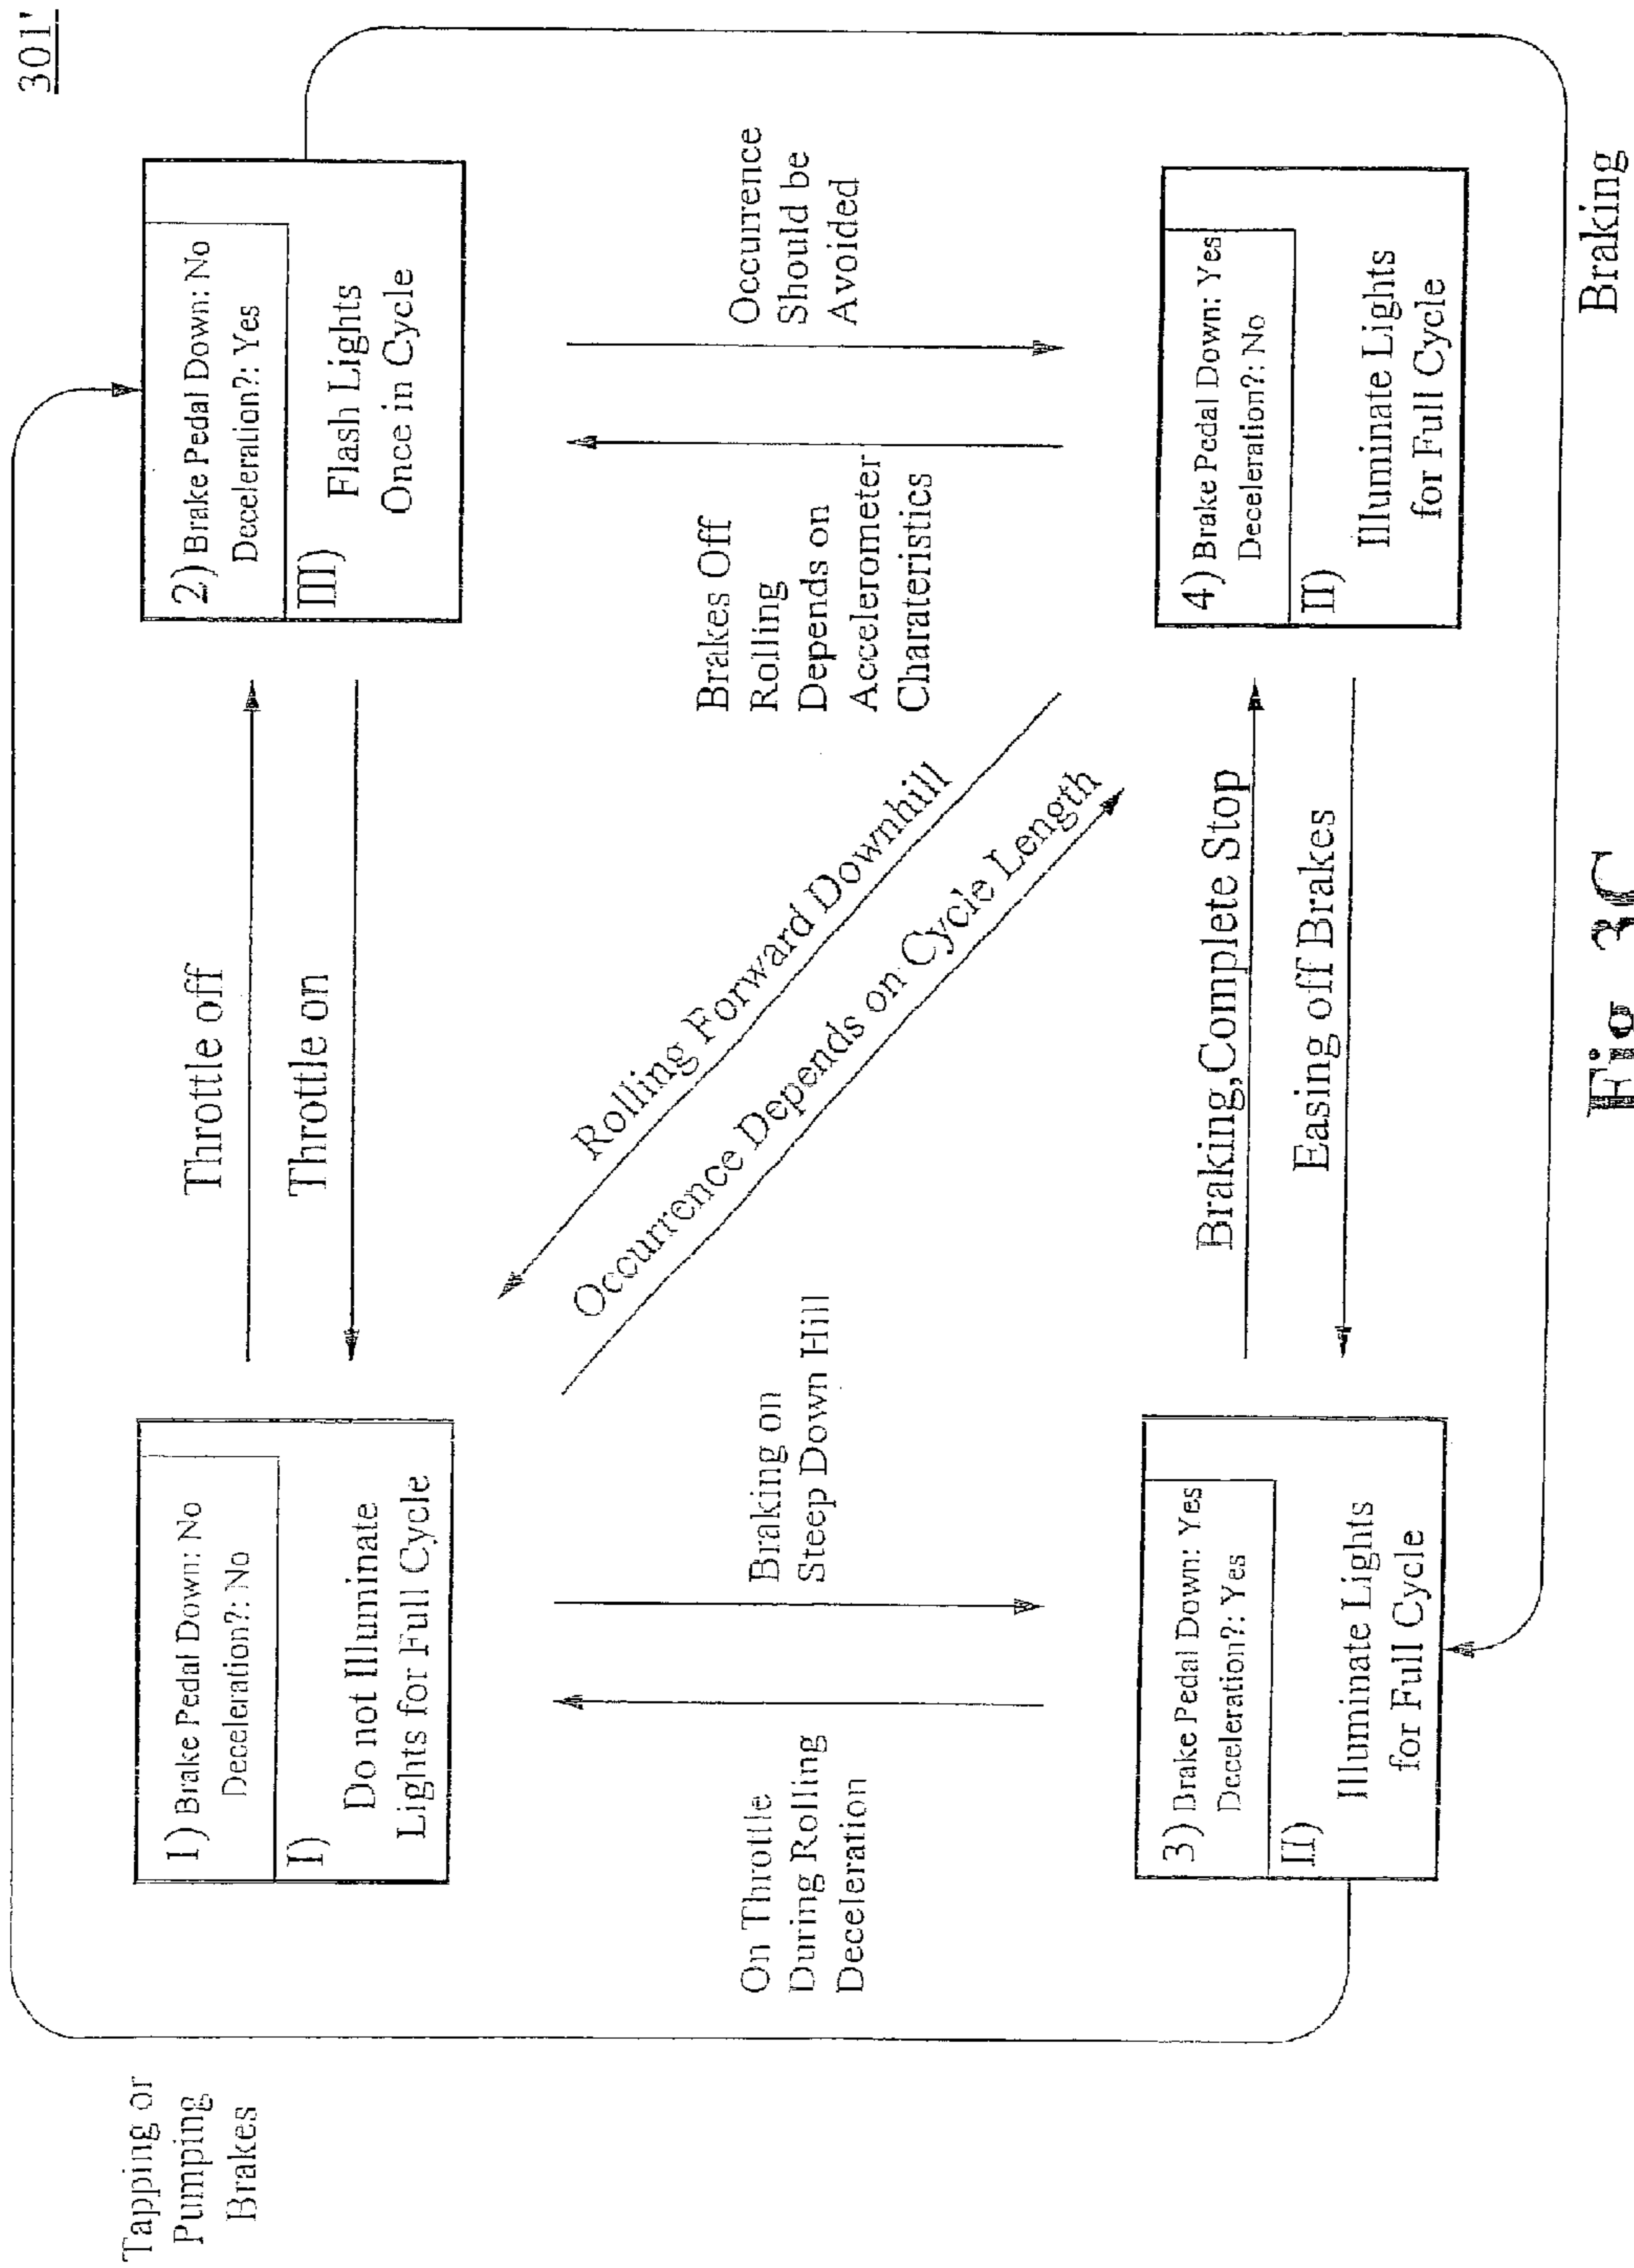 301'
Tapping or
Pumping
Brakes
1) Brake Pedal Down: No
Deceleration?: No
I)
Do not Illuminate
Lights for Full Cycle
Throttle off
Throttle on
2) Brake Pedal Down: No
Deceleration?: Yes
III)
Flash Lights
Once in Cycle
On Throttle
During Rolling
Deceleration
Braking on
Steep Down Hill
Rolling Forward Downhill
Occurrence Depends on Cycle Length
Brakes Off
Rolling
Depends on
Accelerometer
Charateristics
Occurrence
Should be
Avoided
3) Brake Pedal Down: Yes
Deceleration?: Yes
II)
Illuminate Lights
for Full Cycle
Braking,Complete Stop
Easing off Brakes
4) Brake Pedal Down: Yes
Deceleration?: No
II)
Illuminate Lights
for Full Cycle
Braking
Fig. 3C